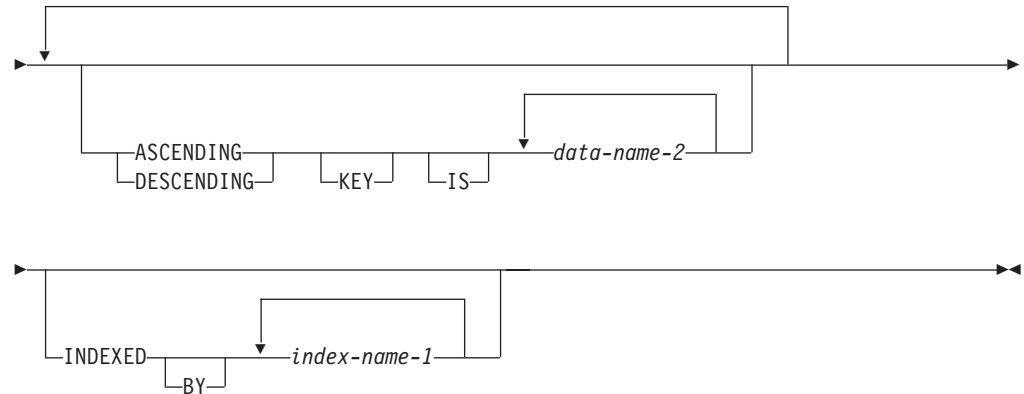 ASCENDING data-name-2
DESCENDING KEY IS
INDEXED index-name-1
BY